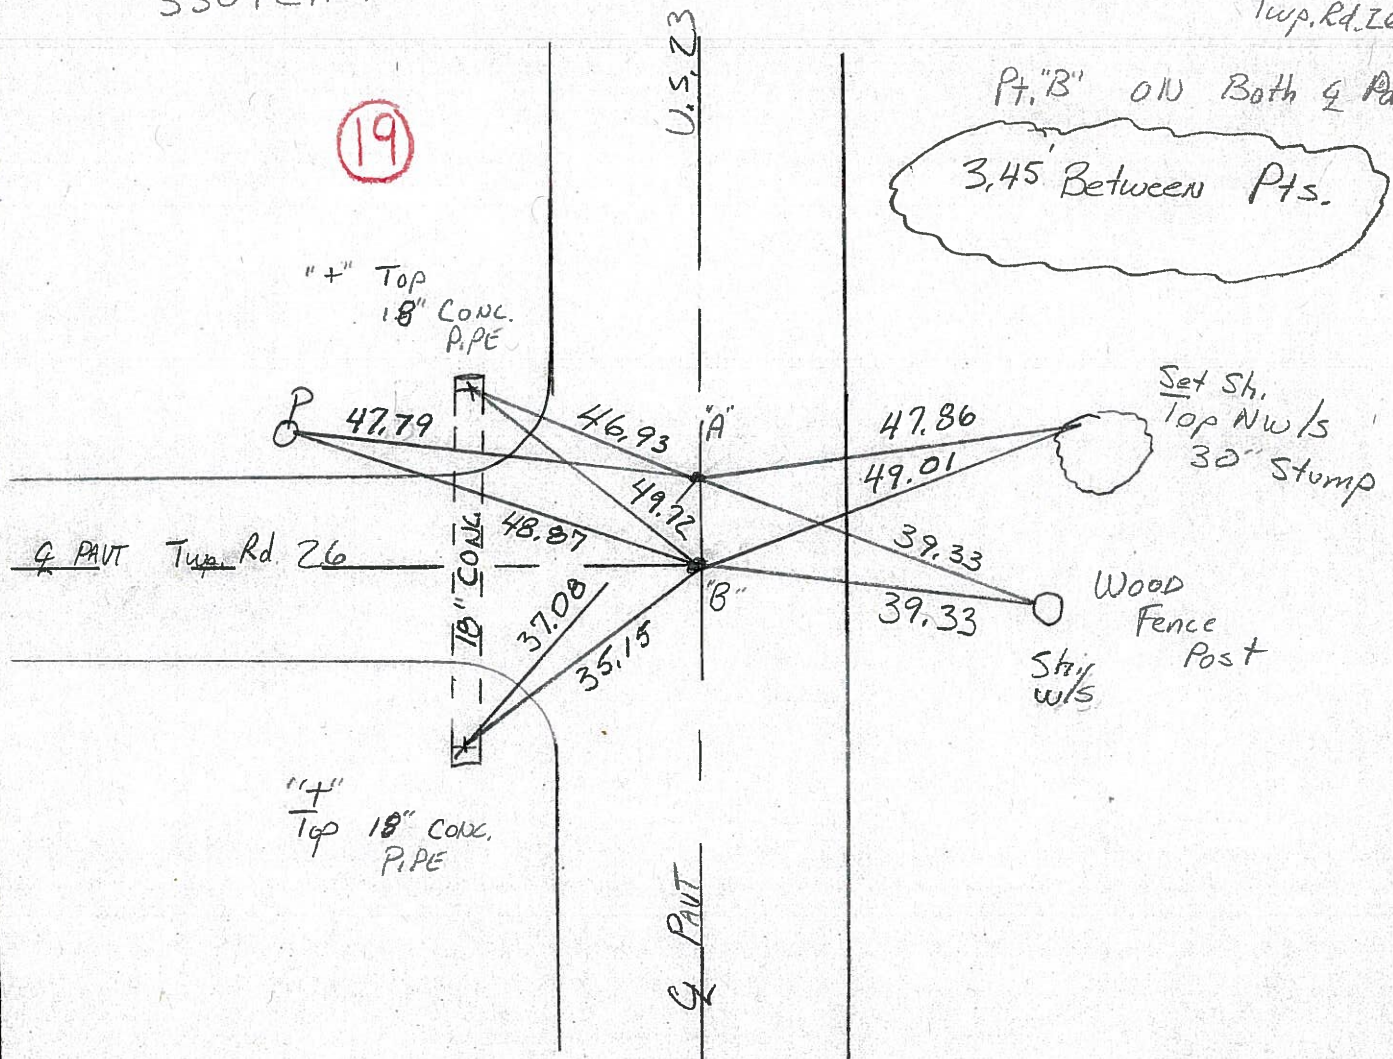 Twp. Rd. 26
U.S. 23
Pt. "B" ON Both ℄
19
3.45' Between Pts.
"+" Top
18" CONC.
PIPE
Set Sh.
Top NW/s
30" Stump
P
47.79
46.93
"A"
47.86
49.01
49.72
48.87
39.33
℄ PAVT Twp. Rd 26
18" CONC.
"B"
39.33
Wood
Fence
Post
37.08
35.15
Sh.
w/s
"+"
Top 18" CONC.
PIPE
℄ PAVT